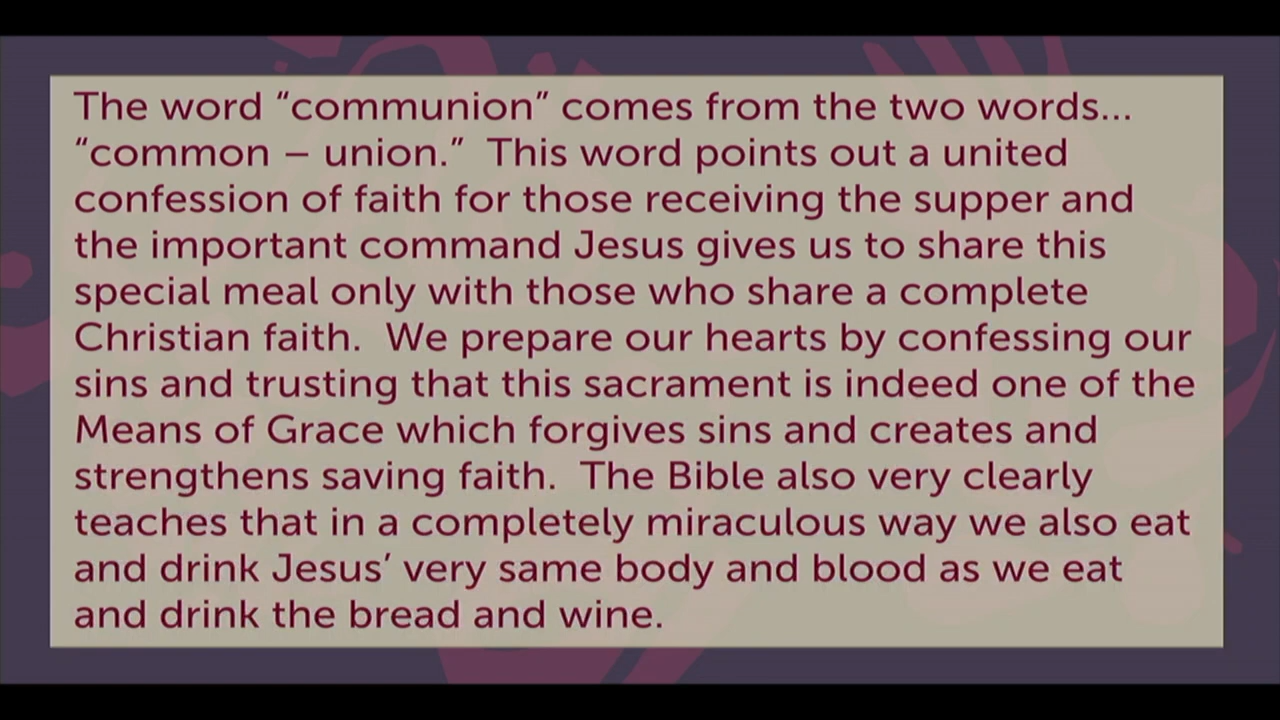 The word “communion” comes from the two words...
“common – union.”  This word points out a united
confession of faith for those receiving the supper and
the important command Jesus gives us to share this
special meal only with those who share a complete
Christian faith.  We prepare our hearts by confessing our
sins and trusting that this sacrament is indeed one of the
Means of Grace which forgives sins and creates and
strengthens saving faith.  The Bible also very clearly
teaches that in a completely miraculous way we also eat
and drink Jesus’ very same body and blood as we eat
and drink the bread and wine.